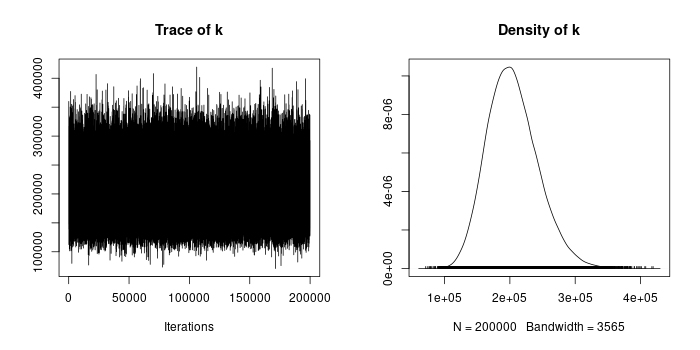 Trace of k
400000
300000
200000
100000
0 50000 100000 150000 200000
Iterations
Density of k
8e-06
4e-06
0e+00
1e+05 2e+05 3e+05 4e+05
N = 200000 Bandwidth = 3565